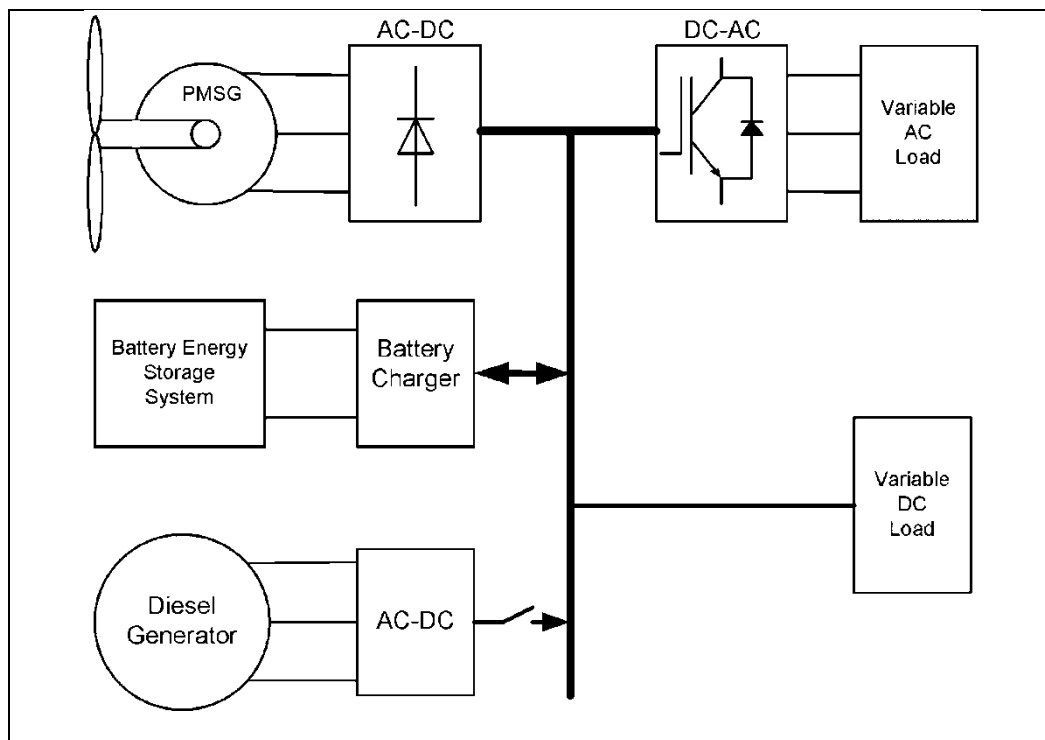 AC-DC
DC-AC
PMSG
Variable
AC
Load
Battery Energy
Storage
System
Battery
Charger
Variable
DC
Load
Diesel
Generator
AC-DC